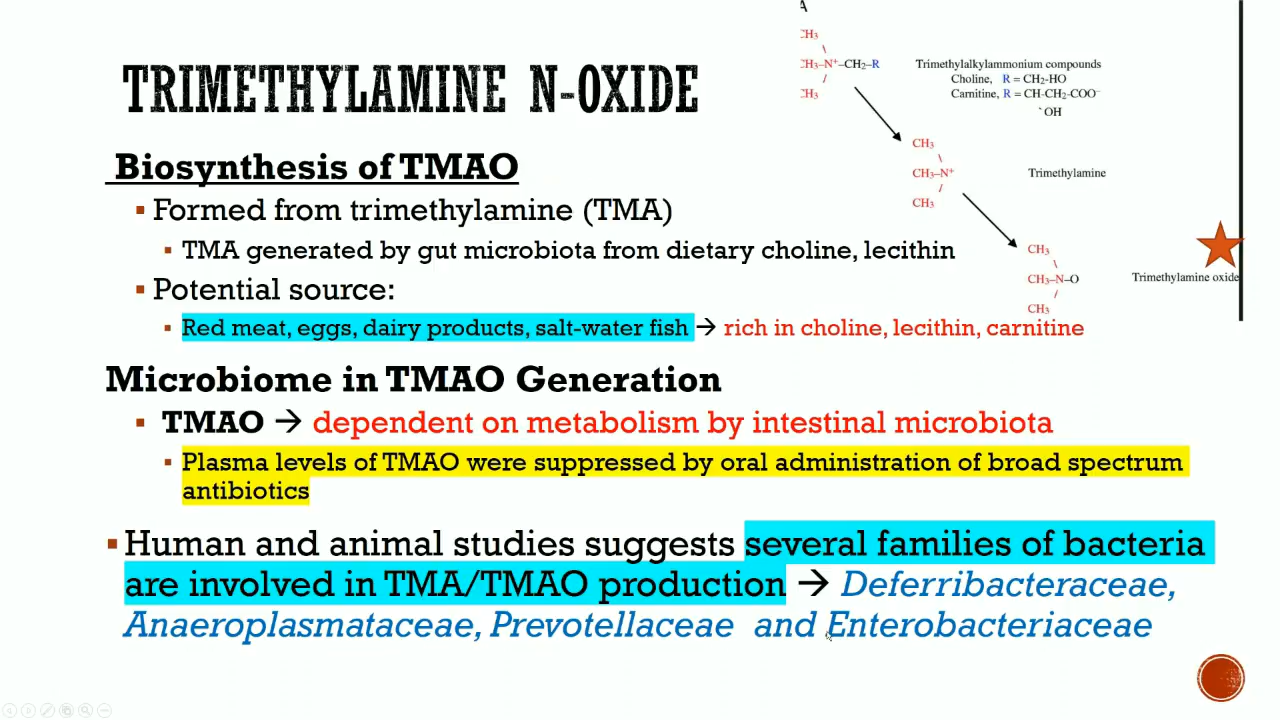 TRIMETHYLAMINE N-OXIDE
Biosynthesis of TMAO
▪ Formed from trimethylamine (TMA)
▪ TMA generated by gut microbiota from dietary choline, lecithin
▪ Potential source:
▪ Red meat, eggs, dairy products, salt-water fish → rich in choline, lecithin, carnitine
Microbiome in TMAO Generation
▪ TMAO → dependent on metabolism by intestinal microbiota
▪ Plasma levels of TMAO were suppressed by oral administration of broad spectrum
antibiotics
▪ Human and animal studies suggests several families of bacteria
are involved in TMA/TMAO production → Deferribacteraceae,
Anaeroplasmataceae, Prevotellaceae and Enterobacteriaceae
A
CH3
\
CH3–N+–CH2–R
/
CH3
Trimethylalkylammonium compounds
Choline, R = CH2-HO
Carnitine, R = CH-CH2-COO–
` OH
CH3
\
CH3–N+
/
CH3
Trimethylamine
CH3
\
CH3–N–O
/
CH3
Trimethylamine oxide